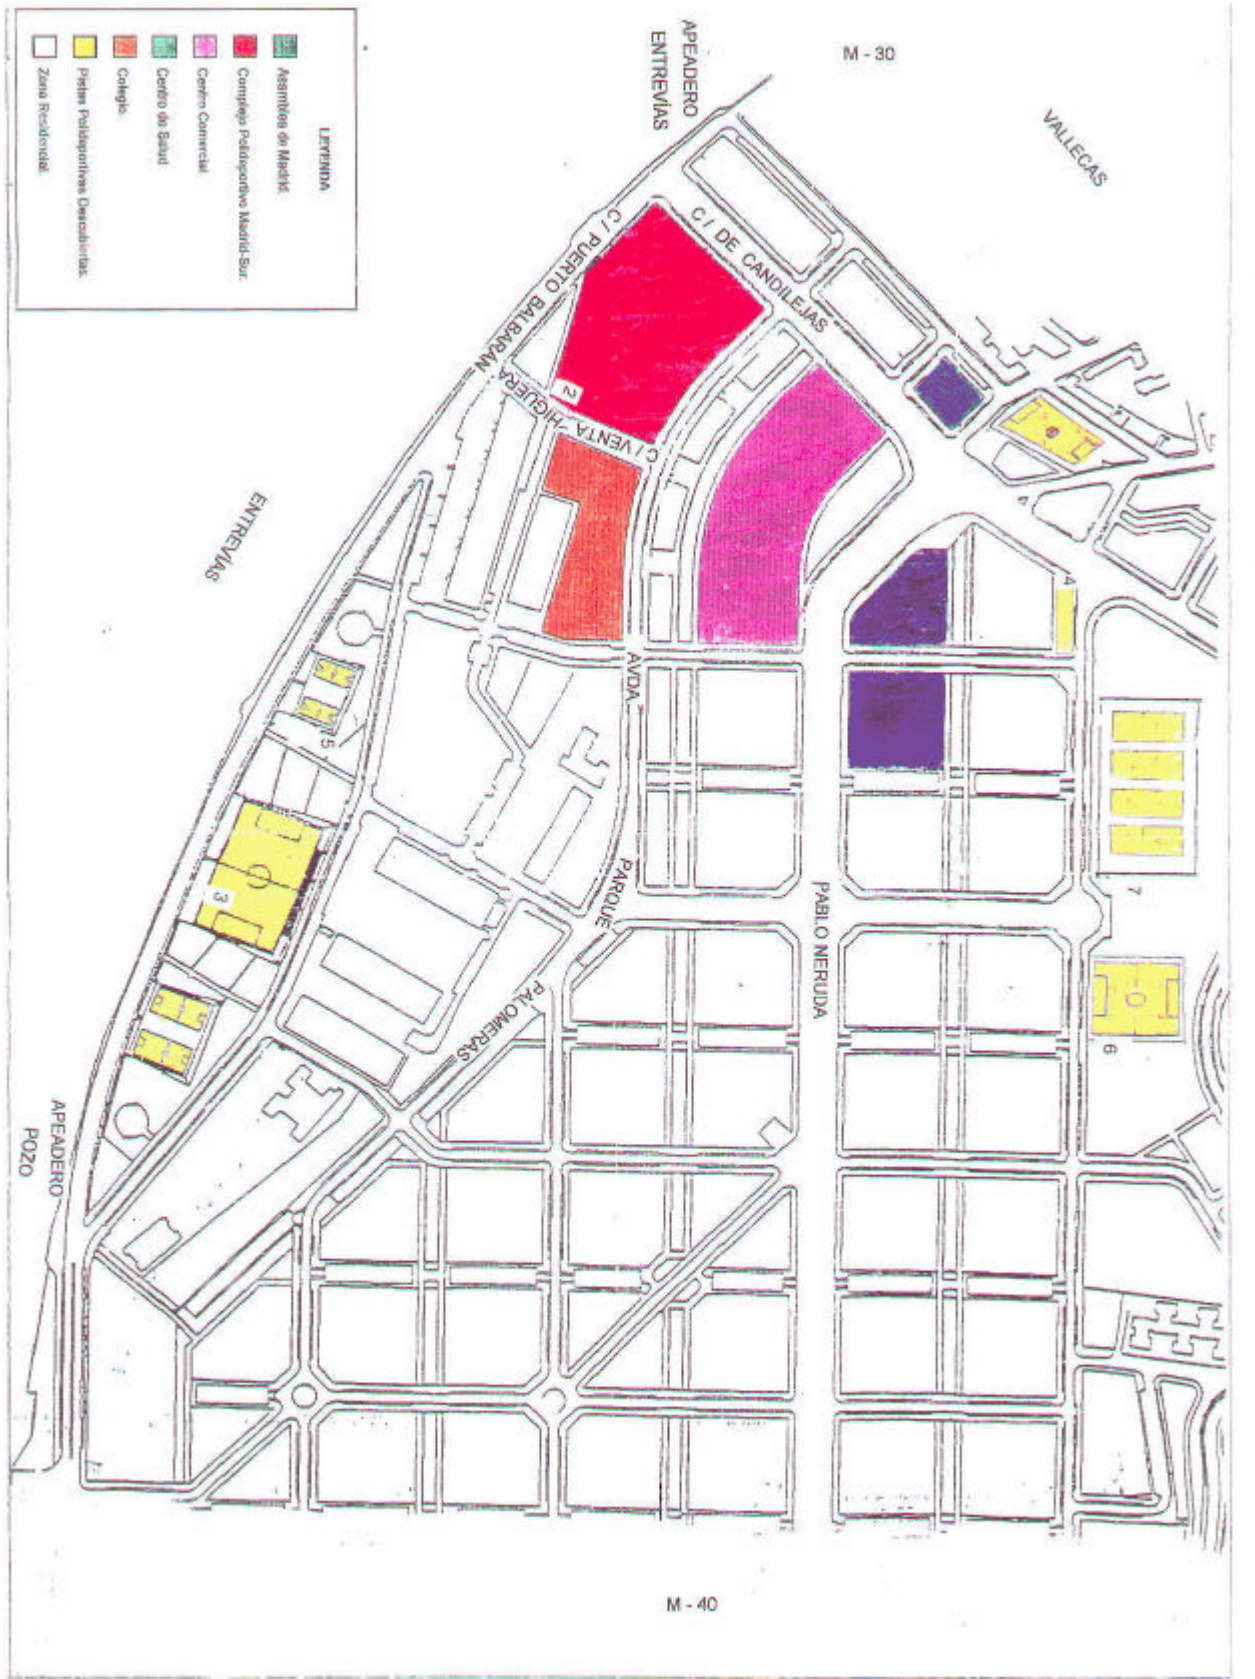 M - 30
VALLECAS
APEADERO
ENTREVÍAS
C/ DE CANDILEJAS
C/ PUERTO BALBARAN
C/ VENTA HIGUERA
2
4
ENTREVÍAS
AVDA.
PARQUE
PALOMERAS
PABLO NERUDA
5
3
7
6
APEADERO
POZO
M - 40
LEYENDA
Asamblea de Madrid.
Complejo Polideportivo Madrid-Sur.
Centro Comercial
Centro de Salud
Colegio.
Pistas Polideportivas Descubiertas.
Zona Residencial.